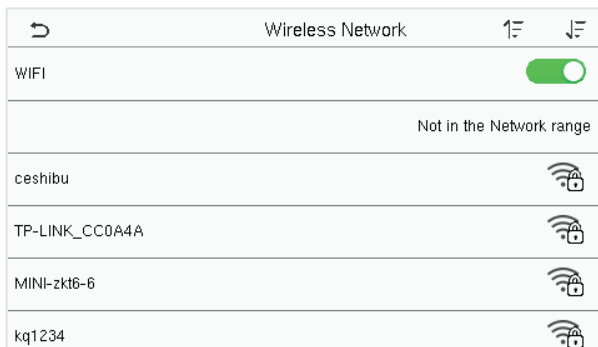 Wireless Network
WIFI
Not in the Network range
ceshibu
TP-LINK_CC0A4A
MINI-zkt6-6
kq1234